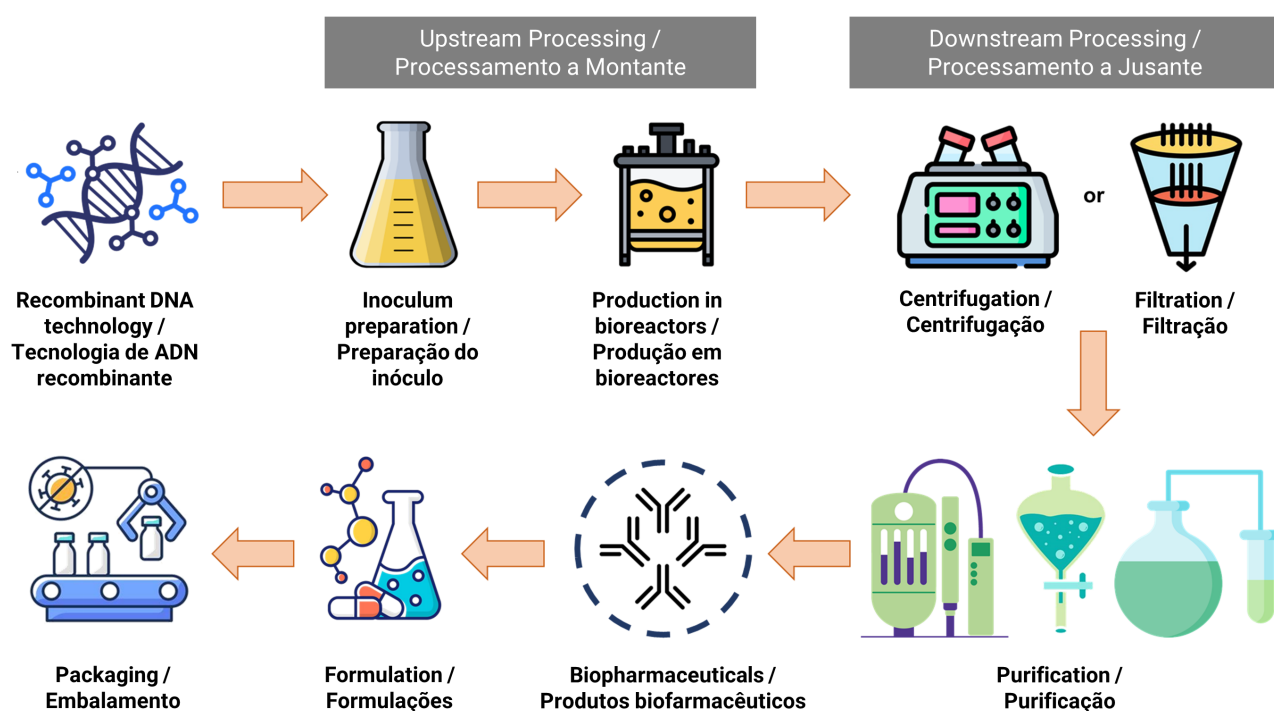 Upstream Processing /
Processamento a Montante
Downstream Processing /
Processamento a Jusante
or
Recombinant DNA
technology /
Tecnologia de ADN
recombinante
Inoculum
preparation /
Preparação do
inóculo
Production in
bioreactors /
Produção em
bioreactores
Centrifugation /
Centrifugação
Filtration /
Filtração
Packaging /
Embalamento
Formulation /
Formulações
Biopharmaceuticals /
Produtos biofarmacêuticos
Purification /
Purificação